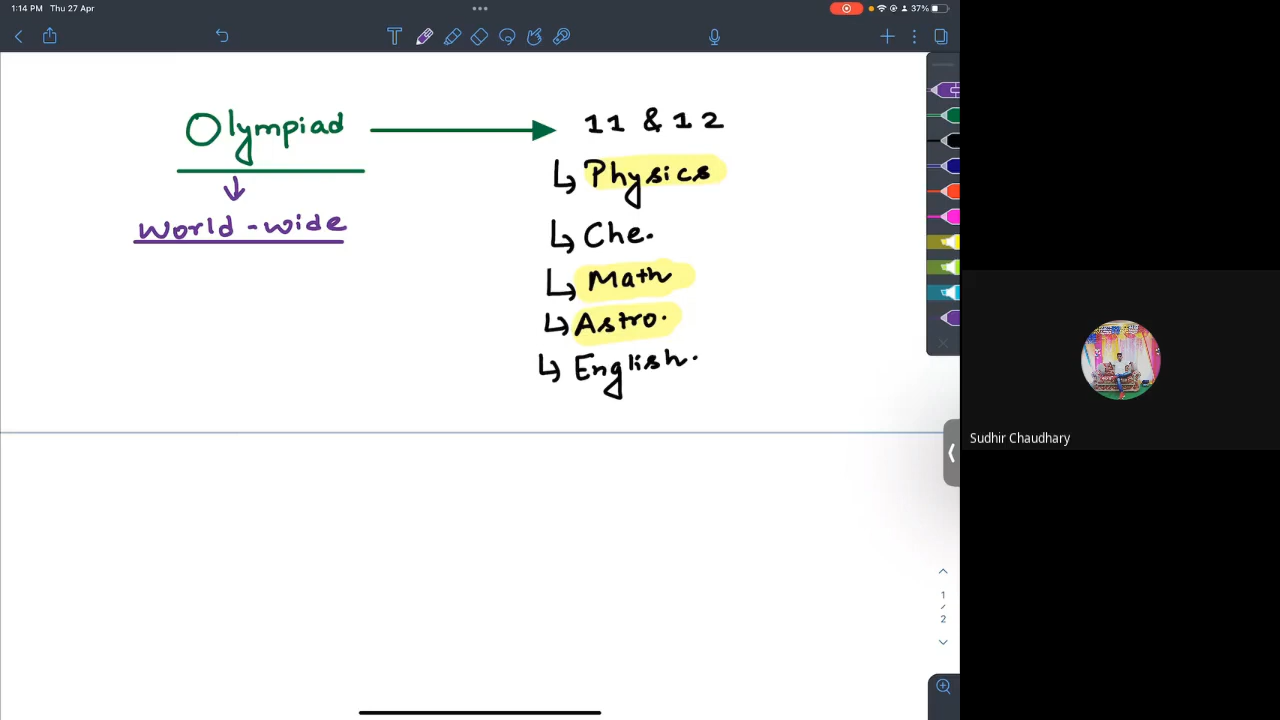 1:14 PM Thu 27 Apr
37%
T
Olympiad
World-wide
11 & 12
Physics
Che.
Math
Astro.
English.
Sudhir Chaudhary
1
/
2